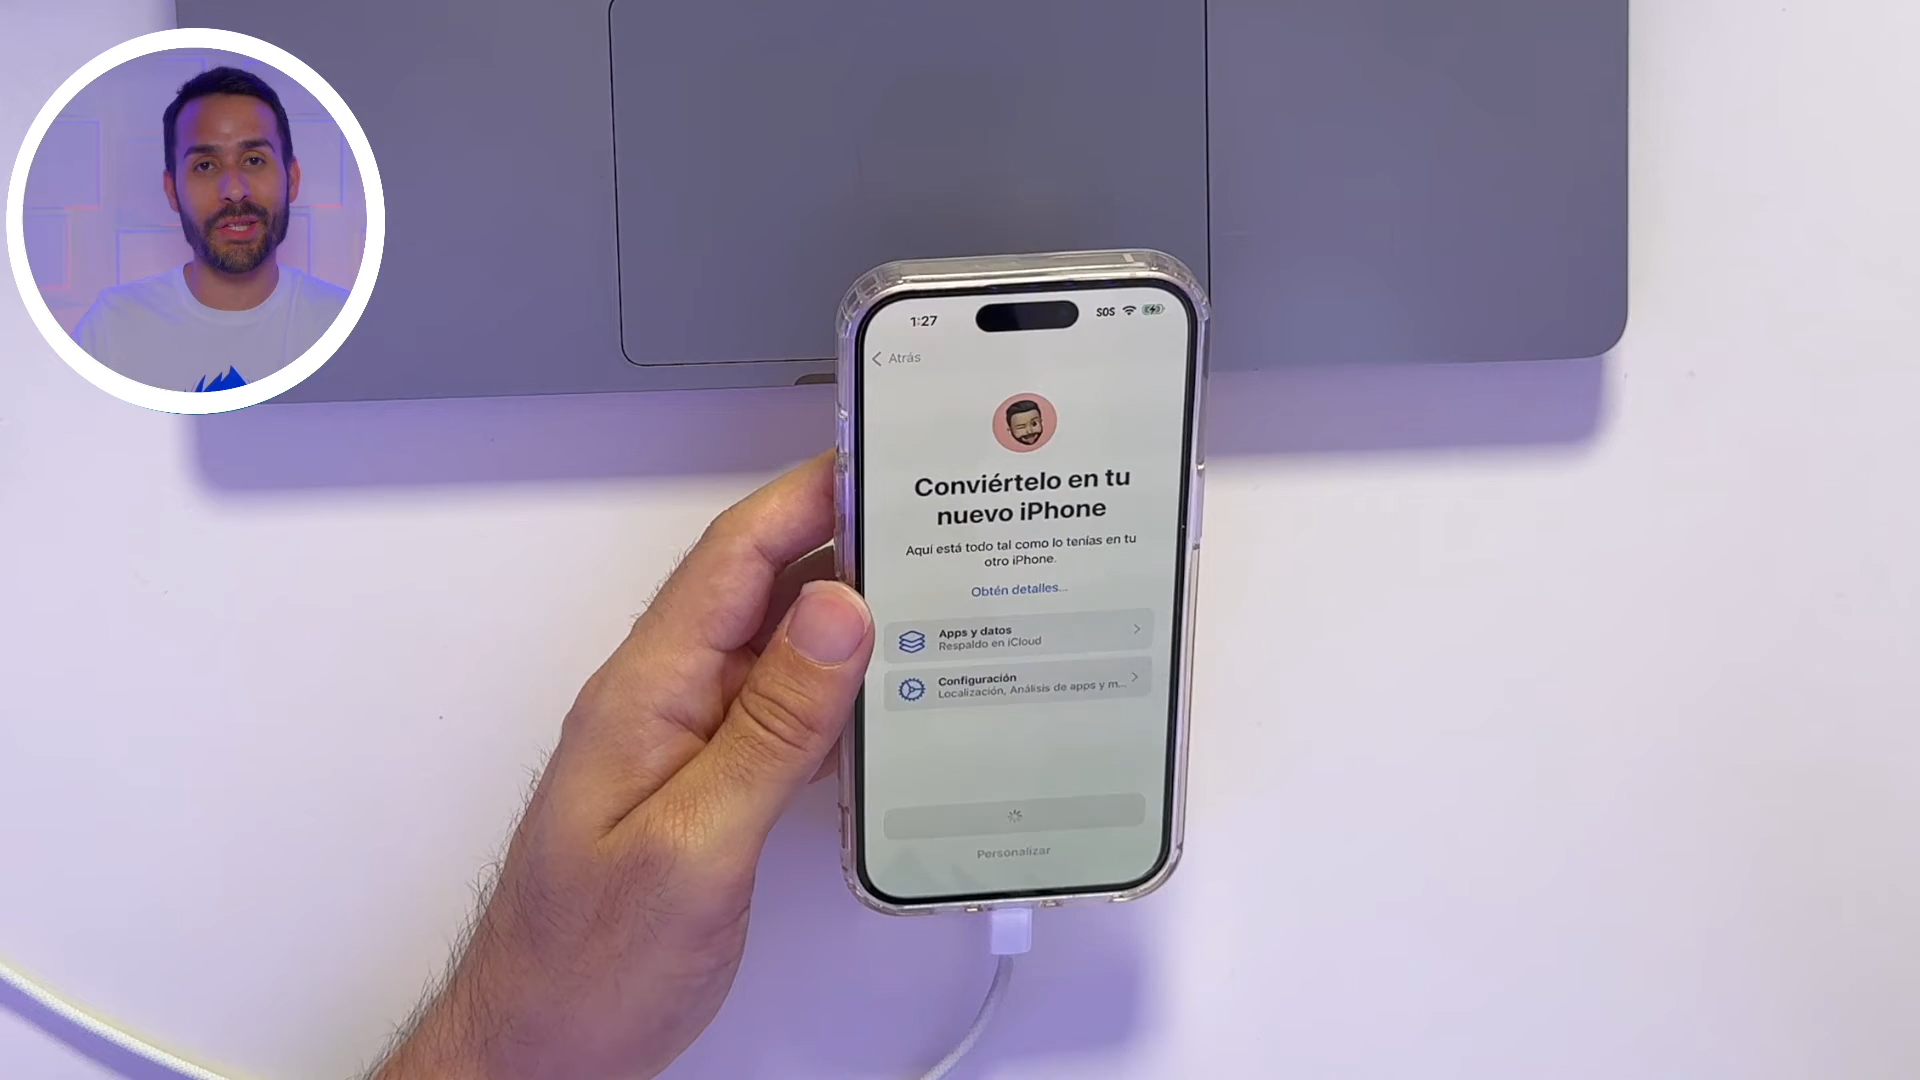 1:27
SOS
Atrás
Conviértelo en tu
nuevo iPhone
Aquí está todo tal como lo tenías en tu
otro iPhone.
Obtén detalles...
Apps y datos
Respaldo en iCloud
Configuración
Localización, Análisis de apps y m...
Personalizar